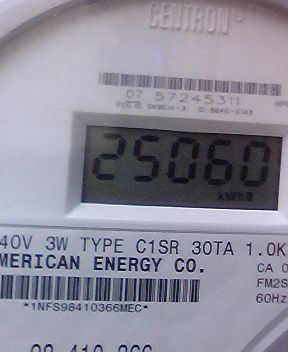 CENTRON
07 57245311
25060
kWh
40V 3W TYPE C1SR 30TA 1.0K
MERICAN ENERGY CO.
CA 0
FM2S
60Hz
*1NFS98410366MEC*